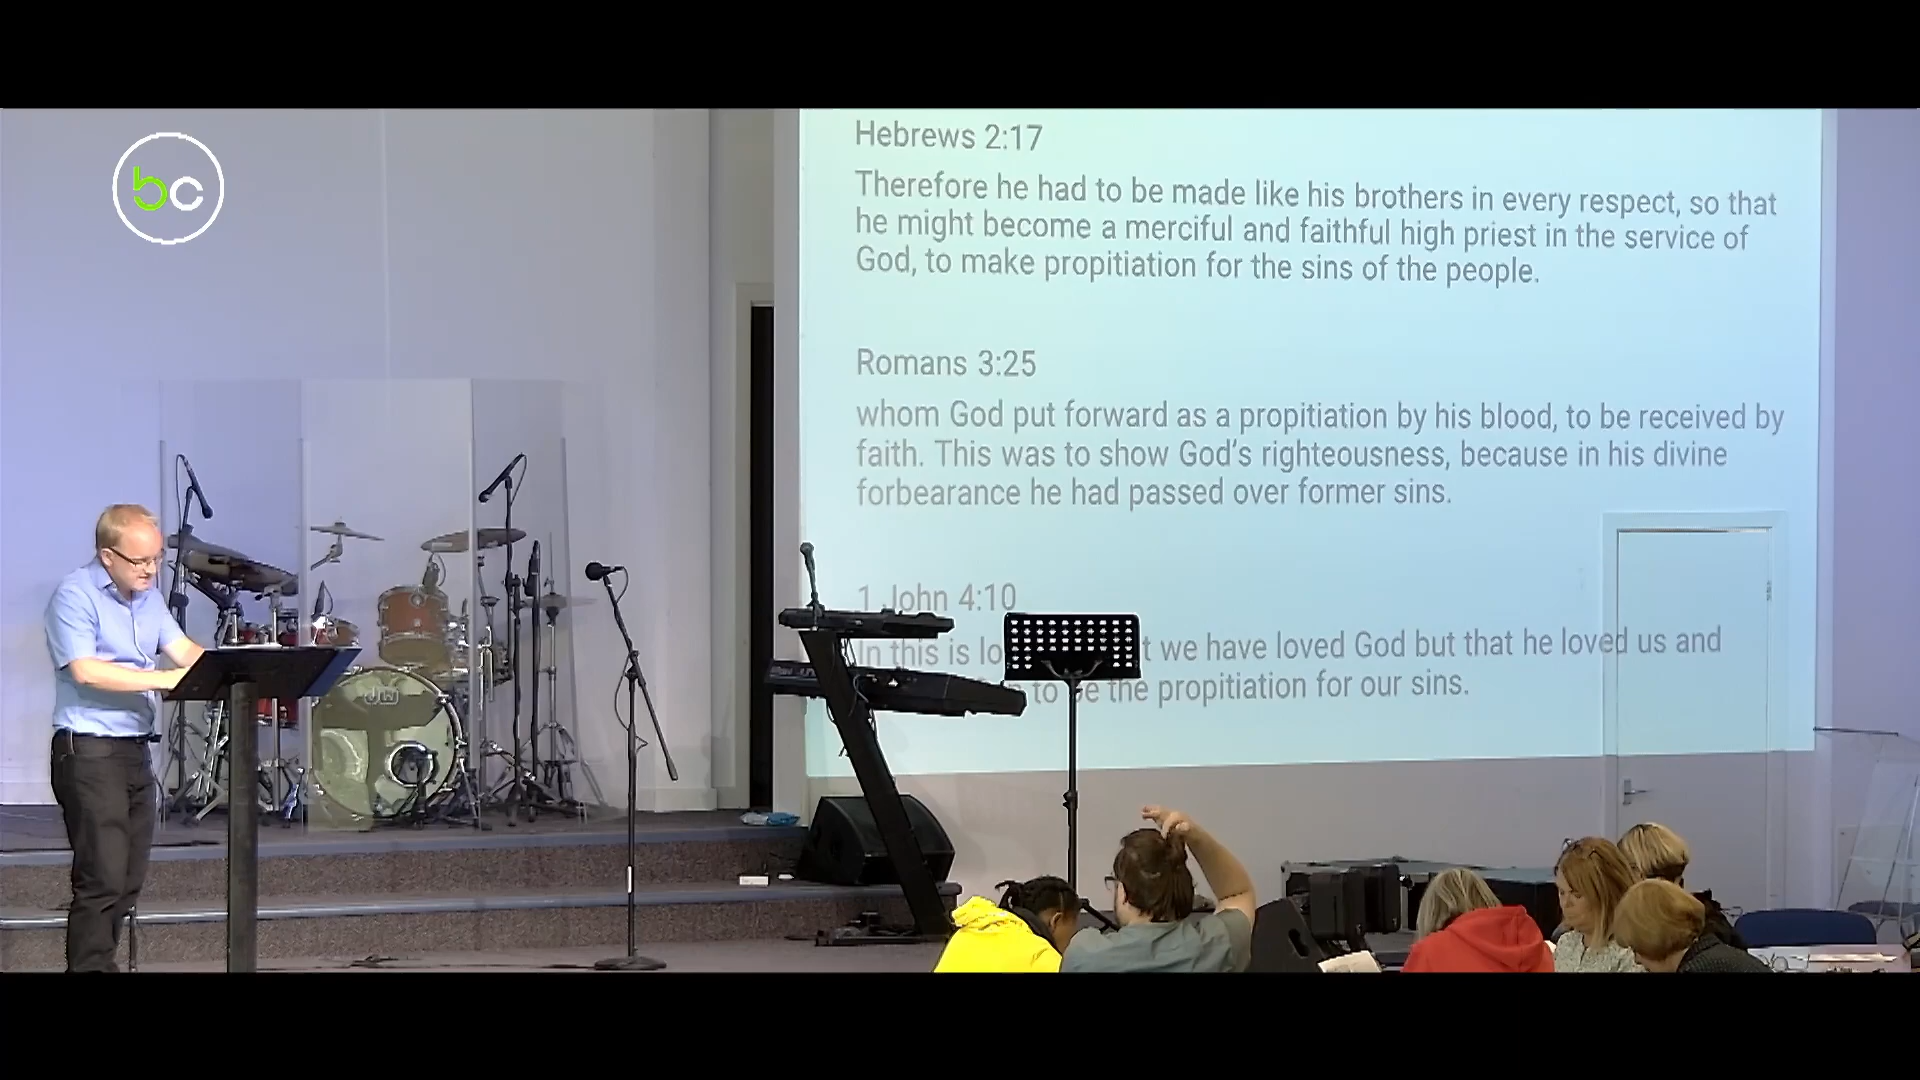 bc
Hebrews 2:17
Therefore he had to be made like his brothers in every respect, so that
he might become a merciful and faithful high priest in the service of
God, to make propitiation for the sins of the people.
Romans 3:25
whom God put forward as a propitiation by his blood, to be received by
faith. This was to show God's righteousness, because in his divine
forbearance he had passed over former sins.
1 John 4:10
In this is we have loved God but that he loved us and
to be the propitiation for our sins.
dw